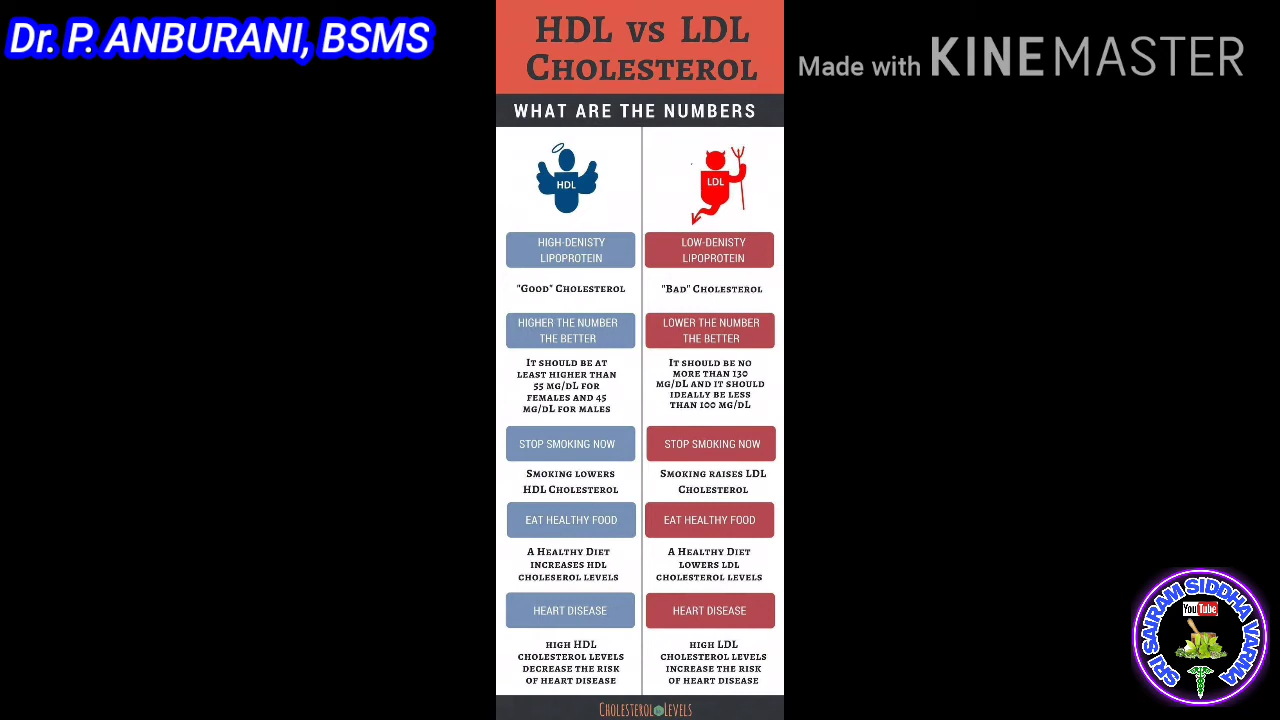 Dr. P. ANBURANI, BSMS
Made with KINEMASTER
HDL vs LDL
CHOLESTEROL
WHAT ARE THE NUMBERS
HDL
LDL
HIGH-DENISTY
LIPOPROTEIN
"GOOD" CHOLESTEROL
HIGHER THE NUMBER
THE BETTER
IT SHOULD BE AT
LEAST HIGHER THAN
55 MG/DL FOR
FEMALES AND 45
MG/DL FOR MALES
STOP SMOKING NOW
SMOKING LOWERS
HDL CHOLESTEROL
EAT HEALTHY FOOD
A HEALTHY DIET
INCREASES HDL
CHOLESEROL LEVELS
HEART DISEASE
HIGH HDL
CHOLESTEROL LEVELS
DECREASE THE RISK
OF HEART DISEASE
LOW-DENISTY
LIPOPROTEIN
"BAD" CHOLESTEROL
LOWER THE NUMBER
THE BETTER
IT SHOULD BE NO
MORE THAN 130
MG/DL AND IT SHOULD
IDEALLY BE LESS
THAN 100 MG/DL
STOP SMOKING NOW
SMOKING RAISES LDL
CHOLESTEROL
EAT HEALTHY FOOD
A HEALTHY DIET
LOWERS LDL
CHOLESTEROL LEVELS
HEART DISEASE
HIGH LDL
CHOLESTEROL LEVELS
INCREASE THE RISK
OF HEART DISEASE
CHOLESTEROL LEVELS
SRI SAIRAM SIDDHA VARMA
YouTube